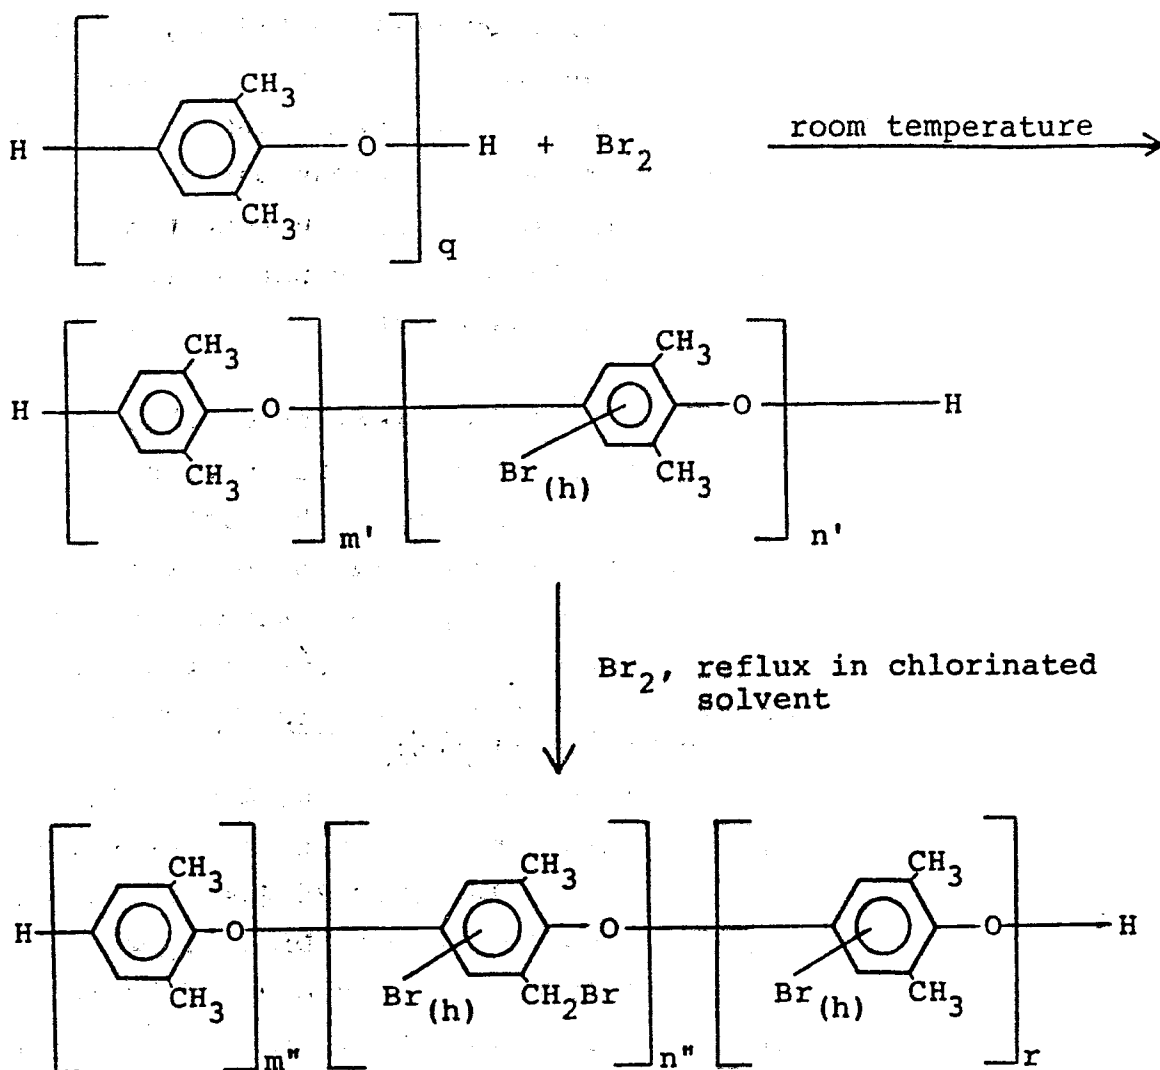 CH3
H O H + Br2 room temperature
CH3
q
CH3 CH3
H O O H
CH3 Br(h) CH3
m' n'
Br2, reflux in chlorinated
solvent
CH3 CH3 CH3
H O O O H
CH3 Br(h) CH2Br Br(h) CH3
m" n" r